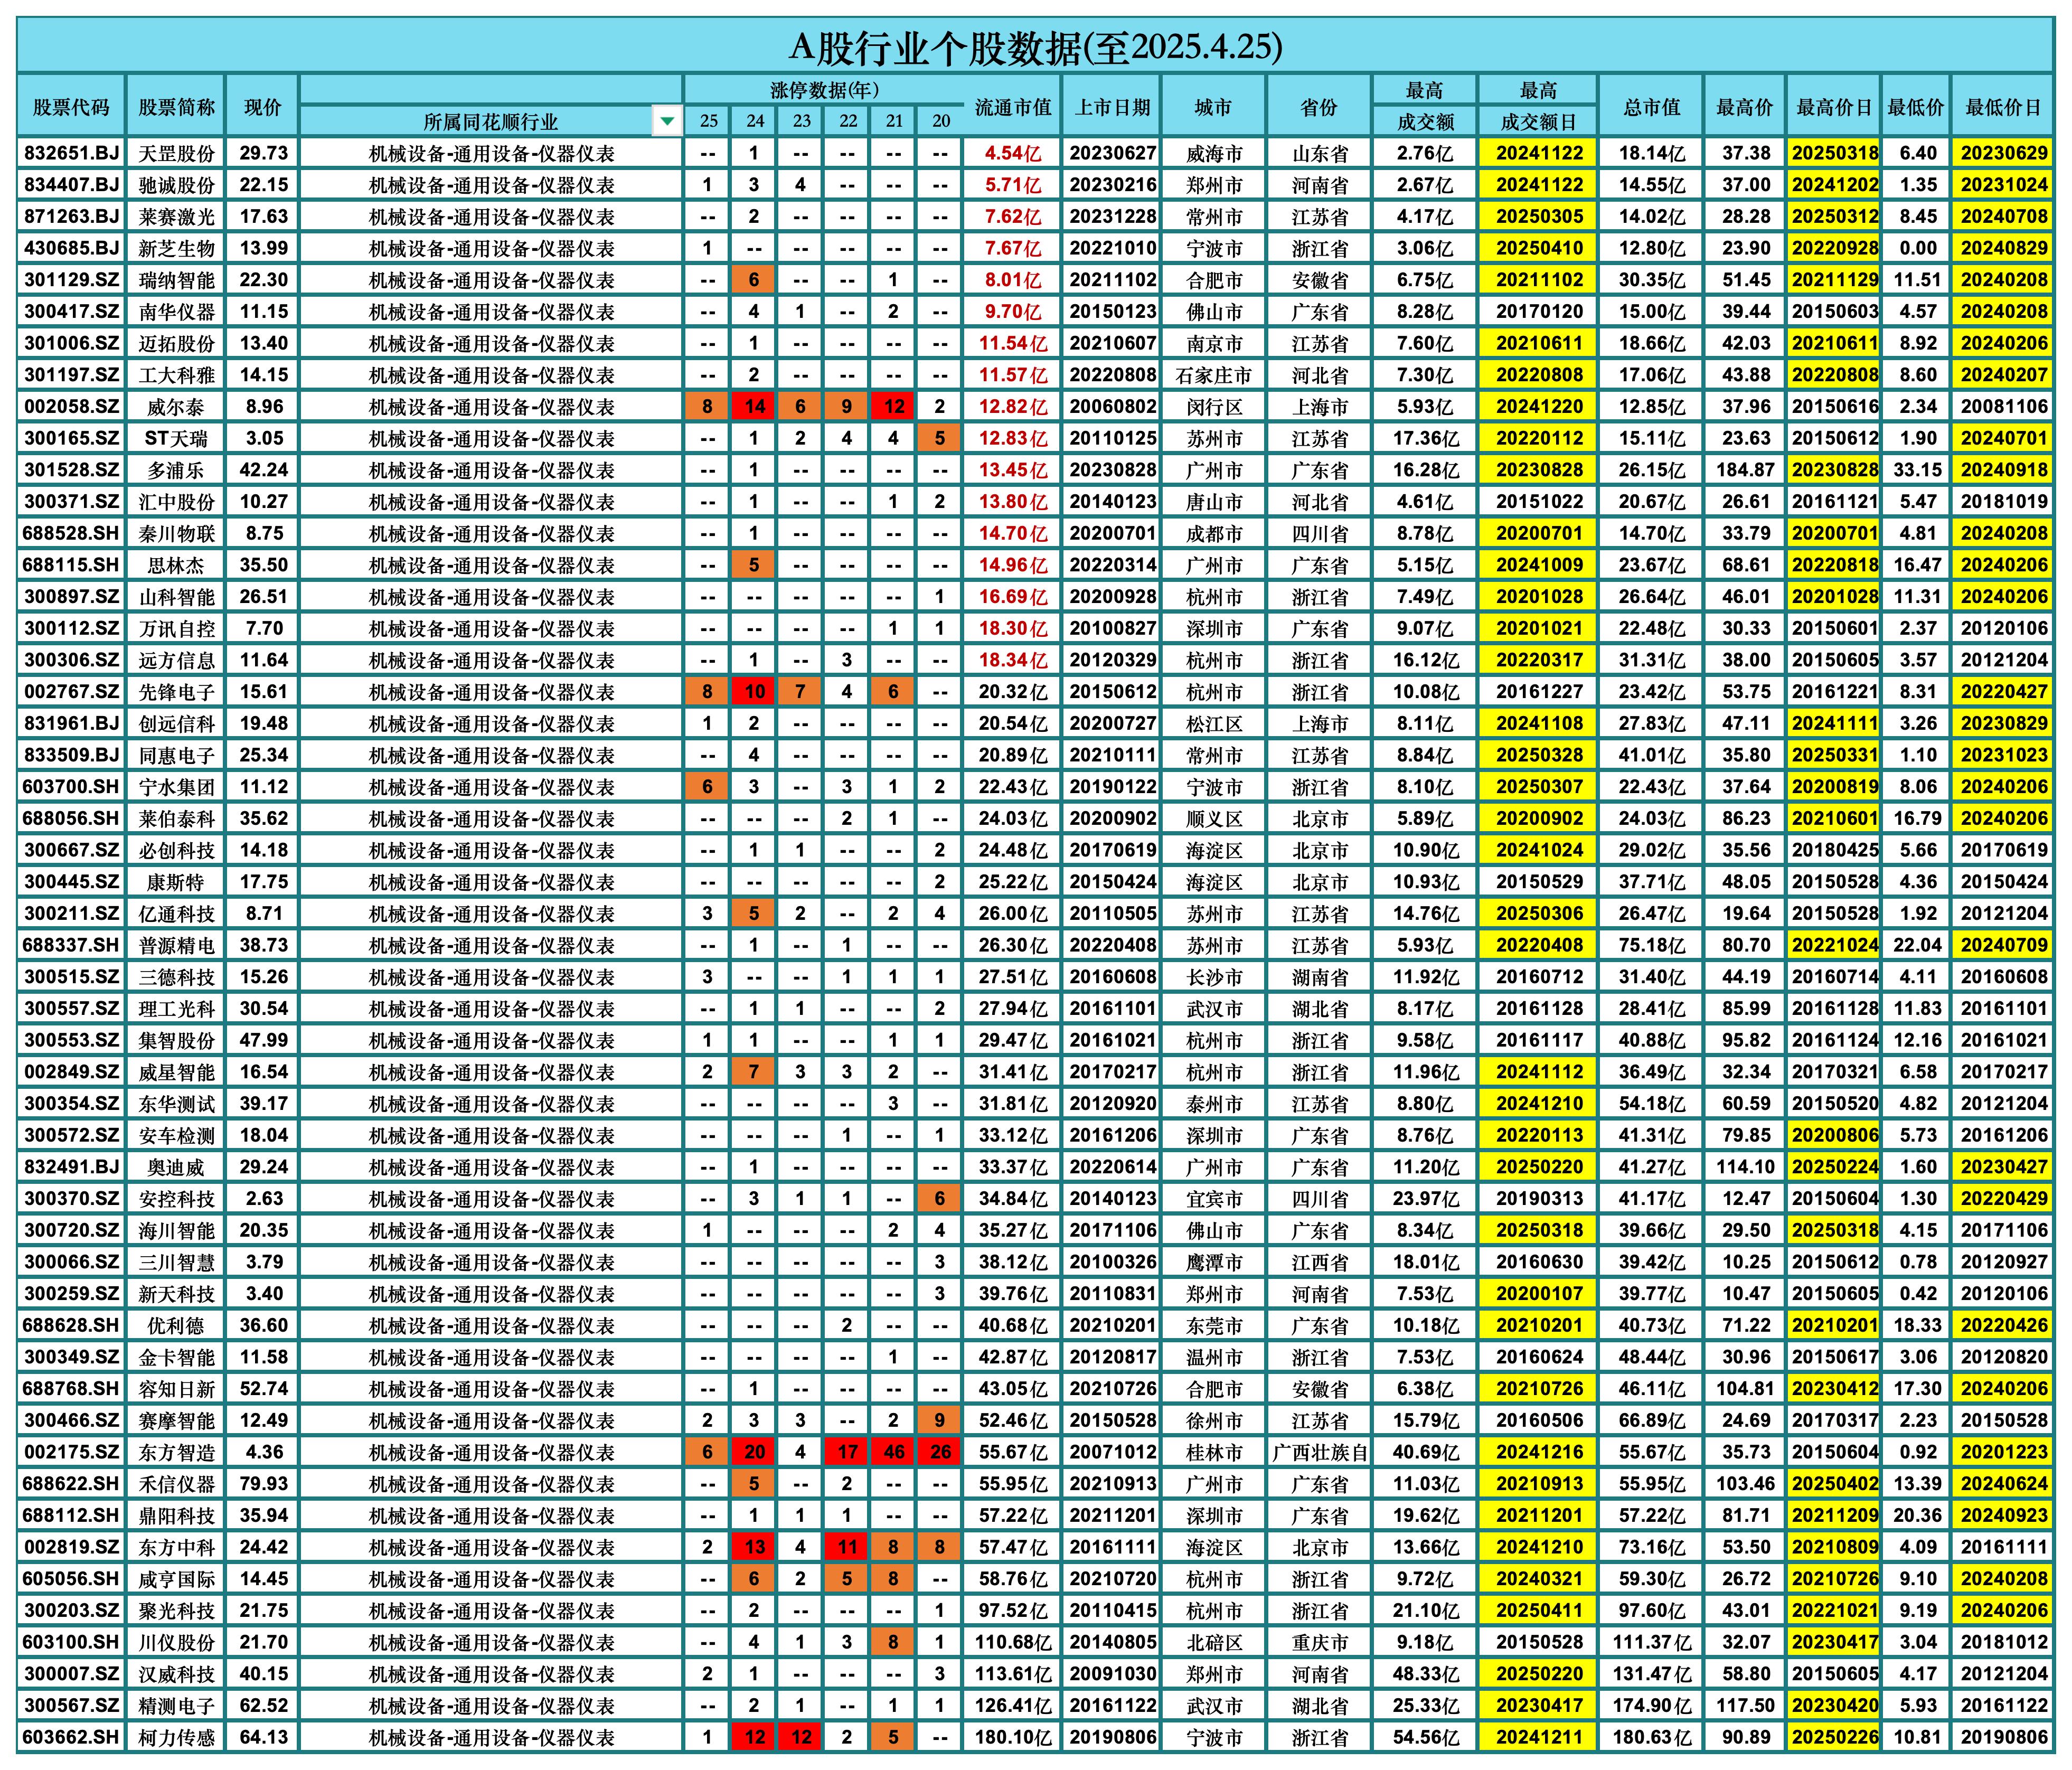 A股行业个股数据(至2025.4.25)
股票代码 股票简称 现价 所属同花顺行业 涨停数据(年) 25 24 23 22 21 20 流通市值 上市日期 城市 省份 最高成交额 最高成交额日 总市值 最高价 最高价日 最低价 最低价日
832651.BJ 天罡股份 29.73 机械设备-通用设备-仪器仪表 -- 1 -- -- -- -- 4.54亿 20230627 威海市 山东省 2.76亿 20241122 18.14亿 37.38 20250318 6.40 20230629
834407.BJ 驰诚股份 22.15 机械设备-通用设备-仪器仪表 1 3 4 -- -- -- 5.71亿 20230216 郑州市 河南省 2.67亿 20241122 14.55亿 37.00 20241202 1.35 20231024
871263.BJ 莱赛激光 17.63 机械设备-通用设备-仪器仪表 -- 2 -- -- -- -- 7.62亿 20231228 常州市 江苏省 4.17亿 20250305 14.02亿 28.28 20250312 8.45 20240708
430685.BJ 新芝生物 13.99 机械设备-通用设备-仪器仪表 1 -- -- -- -- -- 7.67亿 20221010 宁波市 浙江省 3.06亿 20250410 12.80亿 23.90 20220928 0.00 20240829
301129.SZ 瑞纳智能 22.30 机械设备-通用设备-仪器仪表 -- 6 -- -- 1 -- 8.01亿 20211102 合肥市 安徽省 6.75亿 20211102 30.35亿 51.45 20211129 11.51 20240208
300417.SZ 南华仪器 11.15 机械设备-通用设备-仪器仪表 -- 4 1 -- 2 -- 9.70亿 20150123 佛山市 广东省 8.28亿 20170120 15.00亿 39.44 20150603 4.57 20240208
301006.SZ 迈拓股份 13.40 机械设备-通用设备-仪器仪表 -- 1 -- -- -- -- 11.54亿 20210607 南京市 江苏省 7.60亿 20210611 18.66亿 42.03 20210611 8.92 20240206
301197.SZ 工大科雅 14.15 机械设备-通用设备-仪器仪表 -- 2 -- -- -- -- 11.57亿 20220808 石家庄市 河北省 7.30亿 20220808 17.06亿 43.88 20220808 8.60 20240207
002058.SZ 威尔泰 8.96 机械设备-通用设备-仪器仪表 8 14 6 9 12 2 12.82亿 20060802 闵行区 上海市 5.93亿 20241220 12.85亿 37.96 20150616 2.34 20081106
300165.SZ ST天瑞 3.05 机械设备-通用设备-仪器仪表 -- 1 2 4 4 5 12.83亿 20110125 苏州市 江苏省 17.36亿 20220112 15.11亿 23.63 20150612 1.90 20240701
301528.SZ 多浦乐 42.24 机械设备-通用设备-仪器仪表 -- 1 -- -- -- -- 13.45亿 20230828 广州市 广东省 16.28亿 20230828 26.15亿 184.87 20230828 33.15 20240918
300371.SZ 汇中股份 10.27 机械设备-通用设备-仪器仪表 -- 1 -- -- 1 2 13.80亿 20140123 唐山市 河北省 4.61亿 20151022 20.67亿 26.61 20161121 5.47 20181019
688528.SH 秦川物联 8.75 机械设备-通用设备-仪器仪表 -- 1 -- -- -- -- 14.70亿 20200701 成都市 四川省 8.78亿 20200701 14.70亿 33.79 20200701 4.81 20240208
688115.SH 思林杰 35.50 机械设备-通用设备-仪器仪表 -- 5 -- -- -- -- 14.96亿 20220314 广州市 广东省 5.15亿 20241009 23.67亿 68.61 20220818 16.47 20240206
300897.SZ 山科智能 26.51 机械设备-通用设备-仪器仪表 -- -- -- -- -- 1 16.69亿 20200928 杭州市 浙江省 7.49亿 20201028 26.64亿 46.01 20201028 11.31 20240206
300112.SZ 万讯自控 7.70 机械设备-通用设备-仪器仪表 -- -- -- -- 1 1 18.30亿 20100827 深圳市 广东省 9.07亿 20201021 22.48亿 30.33 20150601 2.37 20120106
300306.SZ 远方信息 11.64 机械设备-通用设备-仪器仪表 -- 1 -- 3 -- -- 18.34亿 20120329 杭州市 浙江省 16.12亿 20220317 31.31亿 38.00 20150605 3.57 20121204
002767.SZ 先锋电子 15.61 机械设备-通用设备-仪器仪表 8 10 7 4 6 -- 20.32亿 20150612 杭州市 浙江省 10.08亿 20161227 23.42亿 53.75 20161221 8.31 20220427
831961.BJ 创远信科 19.48 机械设备-通用设备-仪器仪表 1 2 -- -- -- -- 20.54亿 20200727 松江区 上海市 8.11亿 20241108 27.83亿 47.11 20241111 3.26 20230829
833509.BJ 同惠电子 25.34 机械设备-通用设备-仪器仪表 -- 4 -- -- -- -- 20.89亿 20210111 常州市 江苏省 8.84亿 20250328 41.01亿 35.80 20250331 1.10 20231023
603700.SH 宁水集团 11.12 机械设备-通用设备-仪器仪表 6 3 -- 3 1 2 22.43亿 20190122 宁波市 浙江省 8.10亿 20250307 22.43亿 37.64 20200819 8.06 20240206
688056.SH 莱伯泰科 35.62 机械设备-通用设备-仪器仪表 -- -- -- 2 1 -- 24.03亿 20200902 顺义区 北京市 5.89亿 20200902 24.03亿 86.23 20210601 16.79 20240206
300667.SZ 必创科技 14.18 机械设备-通用设备-仪器仪表 -- 1 1 -- -- 2 24.48亿 20170619 海淀区 北京市 10.90亿 20241024 29.02亿 35.56 20180425 5.66 20170619
300445.SZ 康斯特 17.75 机械设备-通用设备-仪器仪表 -- -- -- -- -- 2 25.22亿 20150424 海淀区 北京市 10.93亿 20150529 37.71亿 48.05 20150528 4.36 20150424
300211.SZ 亿通科技 8.71 机械设备-通用设备-仪器仪表 3 5 2 -- 2 4 26.00亿 20110505 苏州市 江苏省 14.76亿 20250306 26.47亿 19.64 20150528 1.92 20121204
688337.SH 普源精电 38.73 机械设备-通用设备-仪器仪表 -- 1 -- 1 -- -- 26.30亿 20220408 苏州市 江苏省 5.93亿 20220408 75.18亿 80.70 20221024 22.04 20240709
300515.SZ 三德科技 15.26 机械设备-通用设备-仪器仪表 3 -- -- 1 1 1 27.51亿 20160608 长沙市 湖南省 11.92亿 20160712 31.40亿 44.19 20160714 4.11 20160608
300557.SZ 理工光科 30.54 机械设备-通用设备-仪器仪表 -- 1 1 -- -- 2 27.94亿 20161101 武汉市 湖北省 8.17亿 20161128 28.41亿 85.99 20161128 11.83 20161101
300553.SZ 集智股份 47.99 机械设备-通用设备-仪器仪表 1 1 -- -- 1 1 29.47亿 20161021 杭州市 浙江省 9.58亿 20161117 40.88亿 95.82 20161124 12.16 20161021
002849.SZ 威星智能 16.54 机械设备-通用设备-仪器仪表 2 7 3 3 2 -- 31.41亿 20170217 杭州市 浙江省 11.96亿 20241112 36.49亿 32.34 20170321 6.58 20170217
300354.SZ 东华测试 39.17 机械设备-通用设备-仪器仪表 -- -- -- -- 3 -- 31.81亿 20120920 泰州市 江苏省 8.80亿 20241210 54.18亿 60.59 20150520 4.82 20121204
300572.SZ 安车检测 18.04 机械设备-通用设备-仪器仪表 -- -- -- 1 -- 1 33.12亿 20161206 深圳市 广东省 8.76亿 20220113 41.31亿 79.85 20200806 5.73 20161206
832491.BJ 奥迪威 29.24 机械设备-通用设备-仪器仪表 -- 1 -- -- -- -- 33.37亿 20220614 广州市 广东省 11.20亿 20250220 41.27亿 114.10 20250224 1.60 20230427
300370.SZ 安控科技 2.63 机械设备-通用设备-仪器仪表 -- 3 1 1 -- 6 34.84亿 20140123 宜宾市 四川省 23.97亿 20190313 41.17亿 12.47 20150604 1.30 20220429
300720.SZ 海川智能 20.35 机械设备-通用设备-仪器仪表 1 -- -- -- 2 4 35.27亿 20171106 佛山市 广东省 8.34亿 20250318 39.66亿 29.50 20250318 4.15 20171106
300066.SZ 三川智慧 3.79 机械设备-通用设备-仪器仪表 -- -- -- -- -- 3 38.12亿 20100326 鹰潭市 江西省 18.01亿 20160630 39.42亿 10.25 20150612 0.78 20120927
300259.SZ 新天科技 3.40 机械设备-通用设备-仪器仪表 -- -- -- -- -- 3 39.76亿 20110831 郑州市 河南省 7.53亿 20200107 39.77亿 10.47 20150605 0.42 20120106
688628.SH 优利德 36.60 机械设备-通用设备-仪器仪表 -- -- -- 2 -- -- 40.68亿 20210201 东莞市 广东省 10.18亿 20210201 40.73亿 71.22 20210201 18.33 20220426
300349.SZ 金卡智能 11.58 机械设备-通用设备-仪器仪表 -- -- -- -- 1 -- 42.87亿 20120817 温州市 浙江省 7.53亿 20160624 48.44亿 30.96 20150617 3.06 20120820
688768.SH 容知日新 52.74 机械设备-通用设备-仪器仪表 -- 1 -- -- -- -- 43.05亿 20210726 合肥市 安徽省 6.38亿 20210726 46.11亿 104.81 20230412 17.30 20240206
300466.SZ 赛摩智能 12.49 机械设备-通用设备-仪器仪表 2 3 3 -- 2 9 52.46亿 20150528 徐州市 江苏省 15.79亿 20160506 66.89亿 24.69 20170317 2.23 20150528
002175.SZ 东方智造 4.36 机械设备-通用设备-仪器仪表 6 20 4 17 46 26 55.67亿 20071012 桂林市 广西壮族自 40.69亿 20241216 55.67亿 35.73 20150604 0.92 20201223
688622.SH 禾信仪器 79.93 机械设备-通用设备-仪器仪表 -- 5 -- 2 -- -- 55.95亿 20210913 广州市 广东省 11.03亿 20210913 55.95亿 103.46 20250402 13.39 20240624
688112.SH 鼎阳科技 35.94 机械设备-通用设备-仪器仪表 -- 1 1 1 -- -- 57.22亿 20211201 深圳市 广东省 19.62亿 20211201 57.22亿 81.71 20211209 20.36 20240923
002819.SZ 东方中科 24.42 机械设备-通用设备-仪器仪表 2 13 4 11 8 8 57.47亿 20161111 海淀区 北京市 13.66亿 20241210 73.16亿 53.50 20210809 4.09 20161111
605056.SH 咸亨国际 14.45 机械设备-通用设备-仪器仪表 -- 6 2 5 8 -- 58.76亿 20210720 杭州市 浙江省 9.72亿 20240321 59.30亿 26.72 20210726 9.10 20240208
300203.SZ 聚光科技 21.75 机械设备-通用设备-仪器仪表 -- 2 -- -- -- 1 97.52亿 20110415 杭州市 浙江省 21.10亿 20250411 97.60亿 43.01 20221021 9.19 20240206
603100.SH 川仪股份 21.70 机械设备-通用设备-仪器仪表 -- 4 1 3 8 1 110.68亿 20140805 北碚区 重庆市 9.18亿 20150528 111.37亿 32.07 20230417 3.04 20181012
300007.SZ 汉威科技 40.15 机械设备-通用设备-仪器仪表 2 1 -- -- -- 3 113.61亿 20091030 郑州市 河南省 48.33亿 20250220 131.47亿 58.80 20150605 4.17 20121204
300567.SZ 精测电子 62.52 机械设备-通用设备-仪器仪表 -- 2 1 -- 1 1 126.41亿 20161122 武汉市 湖北省 25.33亿 20230417 174.90亿 117.50 20230420 5.93 20161122
603662.SH 柯力传感 64.13 机械设备-通用设备-仪器仪表 1 12 12 2 5 -- 180.10亿 20190806 宁波市 浙江省 54.56亿 20241211 180.63亿 90.89 20250226 10.81 20190806